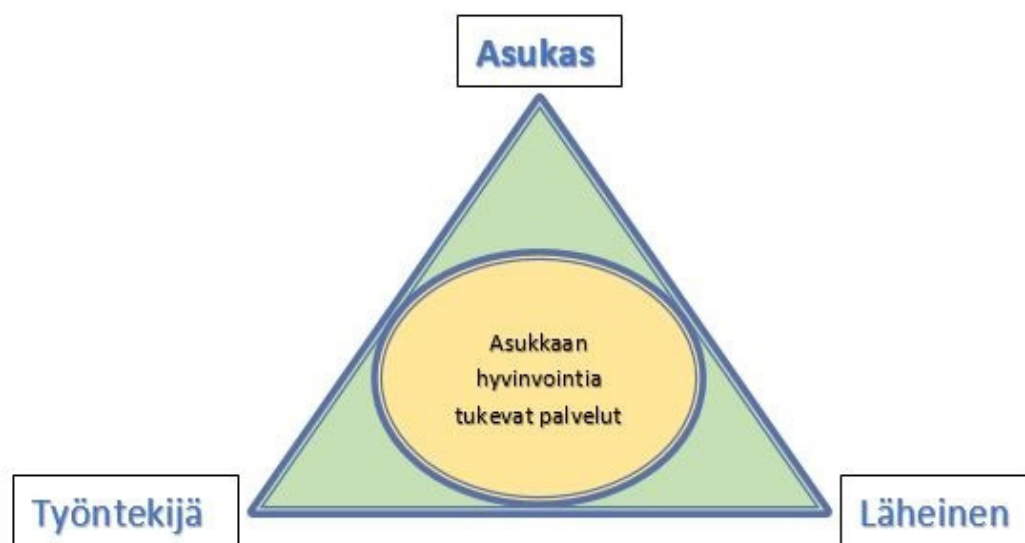 Asukas
Asukkaan
hyvinvointia
tukevat palvelut
Työntekijä
Läheinen